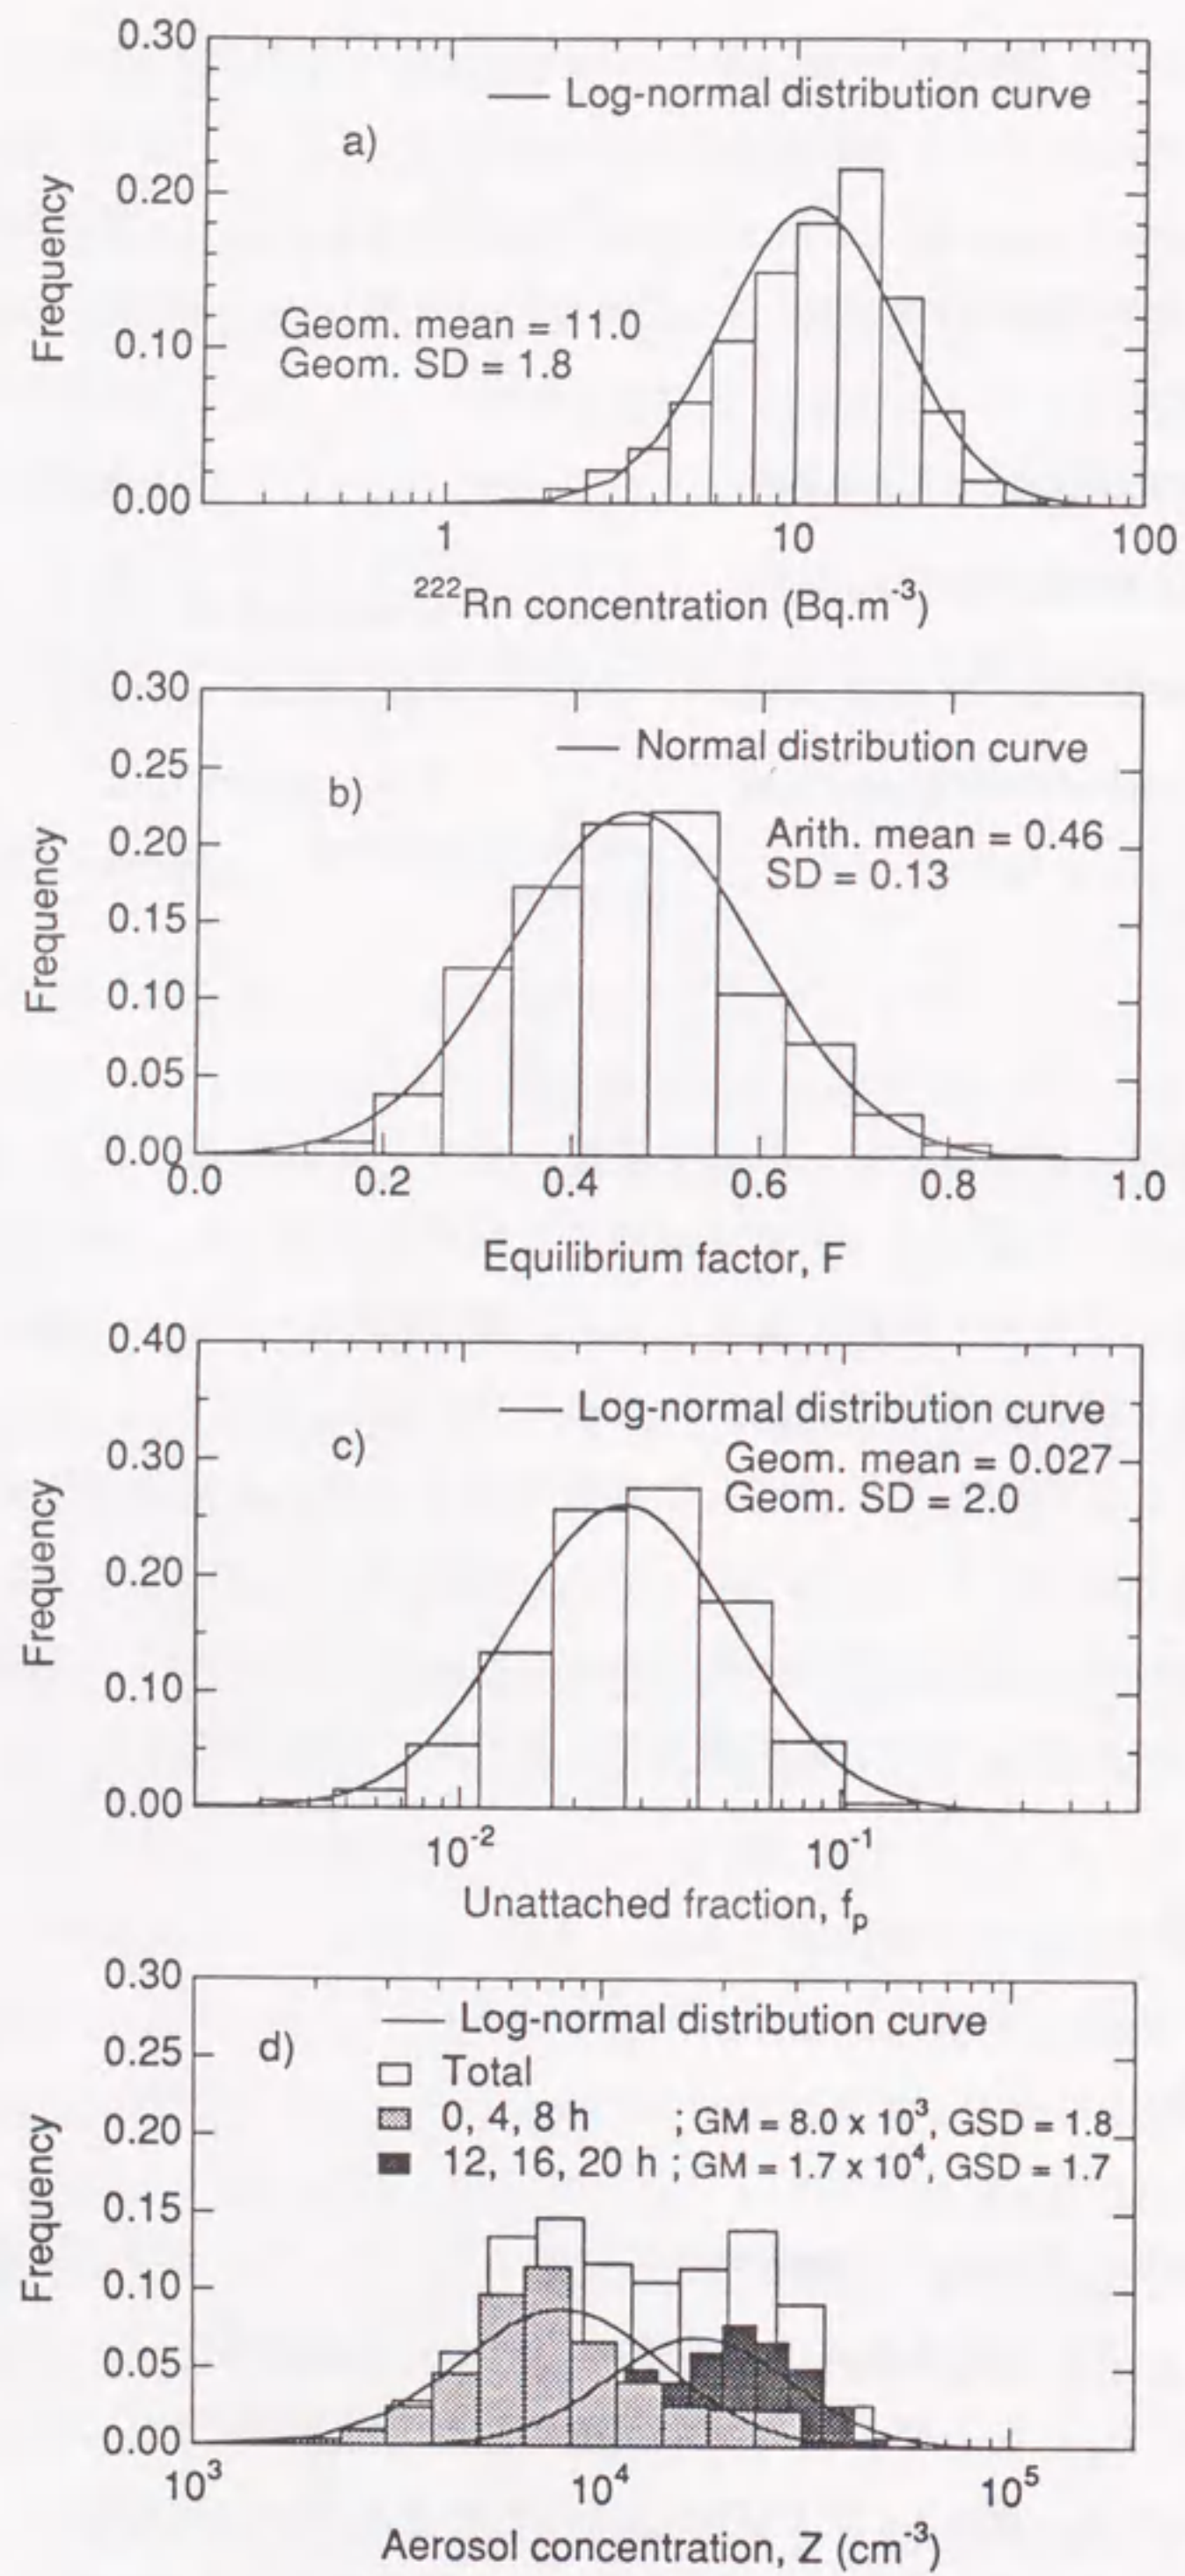 0.30
— Log-normal distribution curve
a)
0.20
Frequency
Geom. mean = 11.0
Geom. SD = 1.8
0.10
0.00
1 10 100
²²²Rn concentration (Bq.m⁻³)
0.30
— Normal distribution curve
0.25
b)
Arith. mean = 0.46
SD = 0.13
0.20
Frequency
0.15
0.10
0.05
0.00
0.0 0.2 0.4 0.6 0.8 1.0
Equilibrium factor, F
0.40
— Log-normal distribution curve
c)
Geom. mean = 0.027
Geom. SD = 2.0
0.30
Frequency
0.20
0.10
0.00
10⁻² 10⁻¹
Unattached fraction, fₚ
0.30
— Log-normal distribution curve
d)
0.25
Total
0, 4, 8 h ; GM = 8.0 x 10³, GSD = 1.8
0.20
12, 16, 20 h ; GM = 1.7 x 10⁴, GSD = 1.7
Frequency
0.15
0.10
0.05
0.00
10³ 10⁴ 10⁵
Aerosol concentration, Z (cm⁻³)